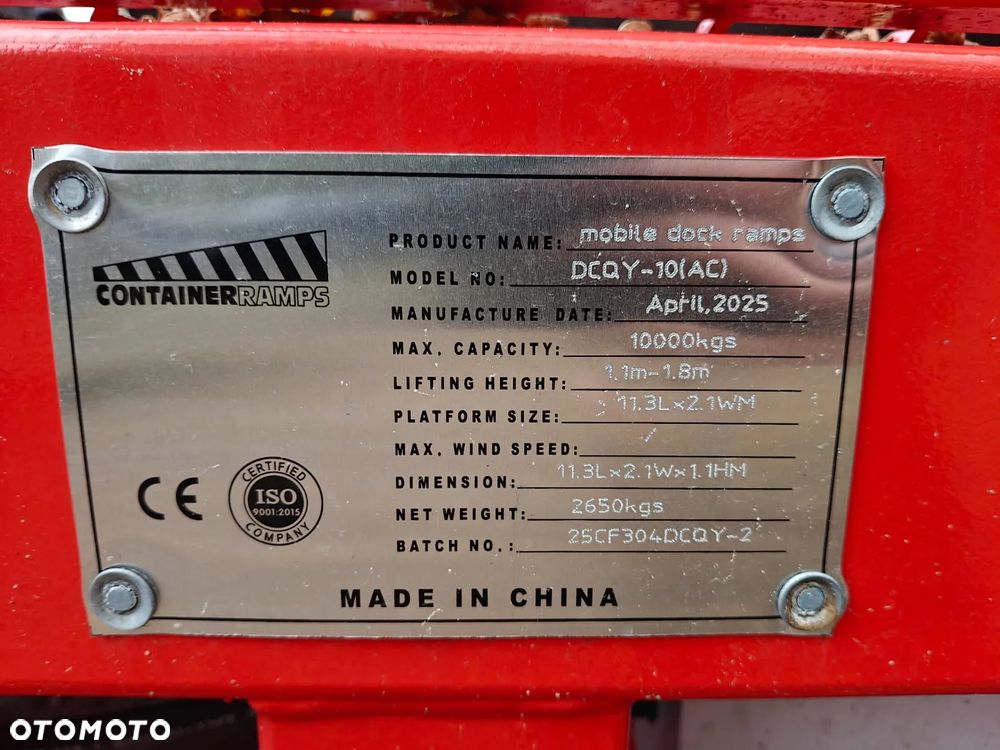 CONTAINERRAMPS
PRODUCT NAME: mobile dock ramps
MODEL NO: DCQY-10(AC)
MANUFACTURE DATE: April,2025
MAX. CAPACITY: 10000kgs
LIFTING HEIGHT: 1.1m-1.8m
PLATFORM SIZE: 11.3L×2.1WM
MAX. WIND SPEED: /
DIMENSION: 11.3L×2.1W×1.1HM
NET WEIGHT: 2650kgs
BATCH NO.: 25CF304DCQY-2
CE
CERTIFIED
ISO
9001:2015
COMPANY
MADE IN CHINA
OTOMOTO